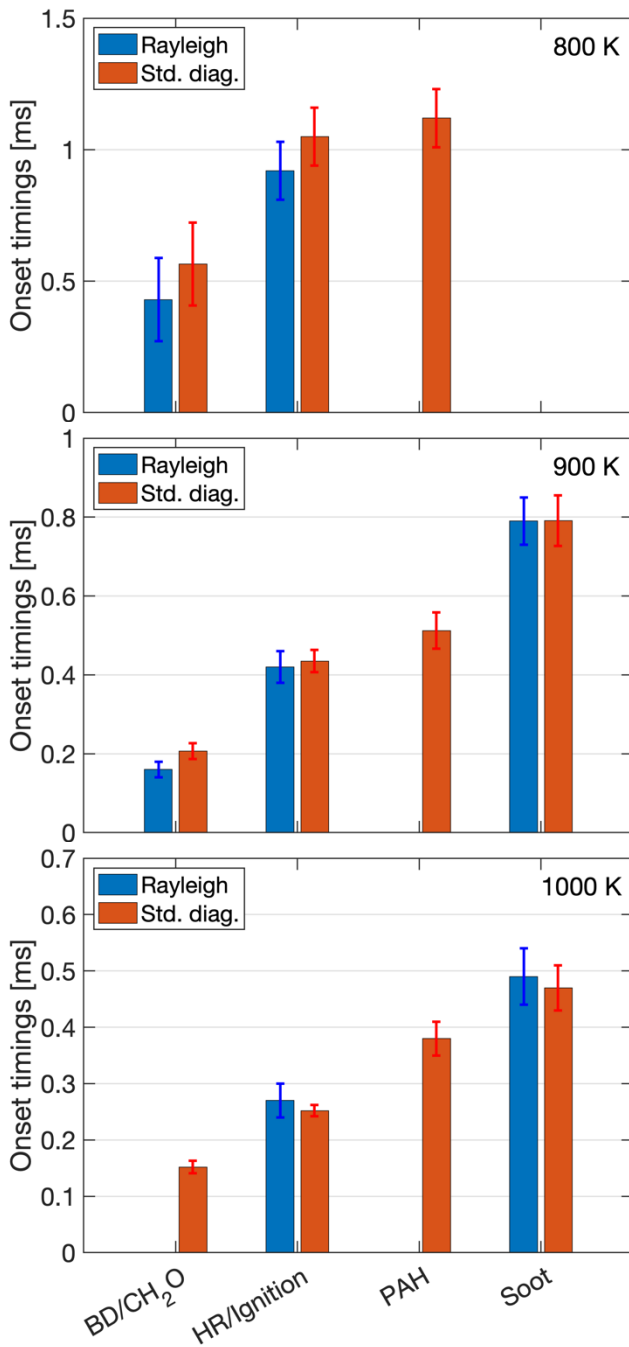 1.5
Rayleigh
Std. diag.
800 K
1
0.5
0
Onset timings [ms]
1
Rayleigh
Std. diag.
900 K
0.8
0.6
0.4
0.2
0
Onset timings [ms]
0.7
Rayleigh
Std. diag.
1000 K
0.6
0.5
0.4
0.3
0.2
0.1
0
Onset timings [ms]
BD/CH₂O
HR/Ignition
PAH
Soot